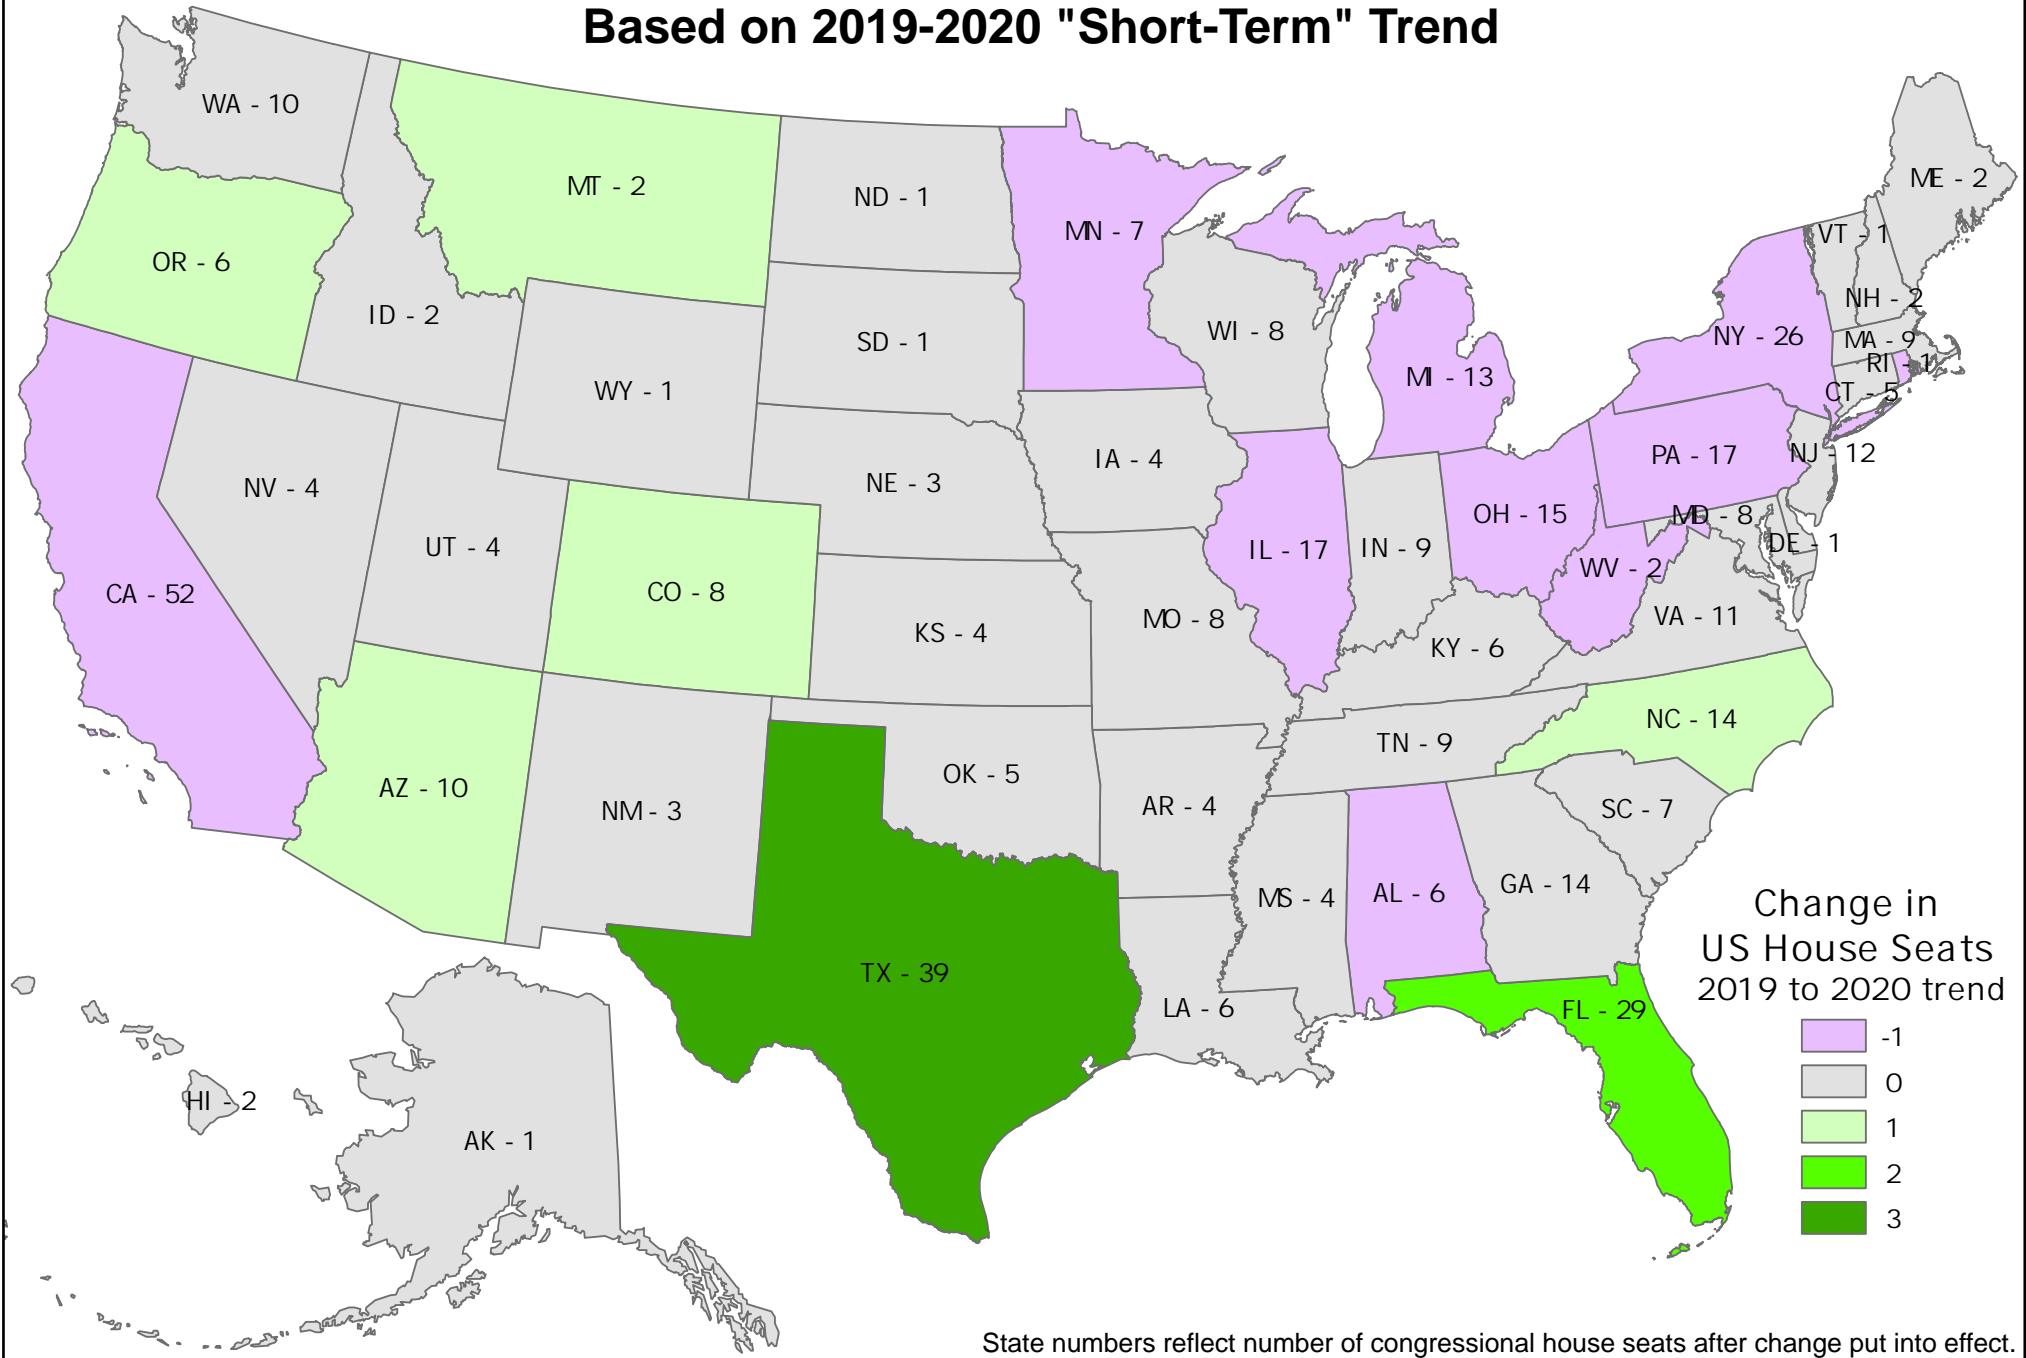 Based on 2019-2020 "Short-Term" Trend
WA - 10
MT - 2
ND - 1
MN - 7
ME - 2
VT - 1
OR - 6
ID - 2
NH - 2
SD - 1
WI - 8
NY - 26
MA - 9
RI - 1
MI - 13
WY - 1
CT - 5
IA - 4
PA - 17
NJ - 12
NV - 4
NE - 3
OH - 15
MD - 8
UT - 4
IL - 17
IN - 9
DE - 1
WV - 2
CA - 52
CO - 8
MO - 8
VA - 11
KS - 4
KY - 6
NC - 14
TN - 9
AZ - 10
OK - 5
NM - 3
AR - 4
SC - 7
MS - 4
AL - 6
GA - 14
TX - 39
LA - 6
FL - 29
HI - 2
AK - 1
Change in
US House Seats
2019 to 2020 trend
-1
0
1
2
3
State numbers reflect number of congressional house seats after change put into effect.